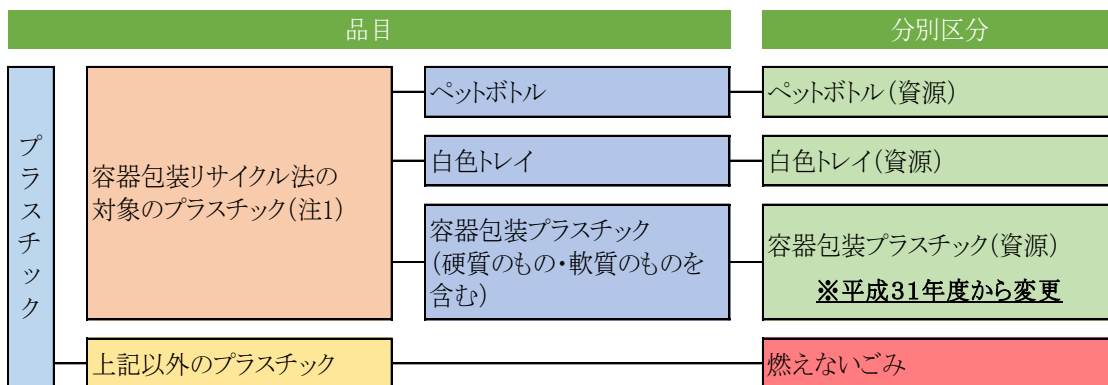 品目
分別区分
プラスチック
容器包装リサイクル法の
対象のプラスチック(注1)
ペットボトル
ペットボトル(資源)
白色トレイ
白色トレイ(資源)
容器包装プラスチック
(硬質のもの・軟質のものを
含む)
容器包装プラスチック(資源)
※平成31年度から変更
上記以外のプラスチック
燃えないごみ